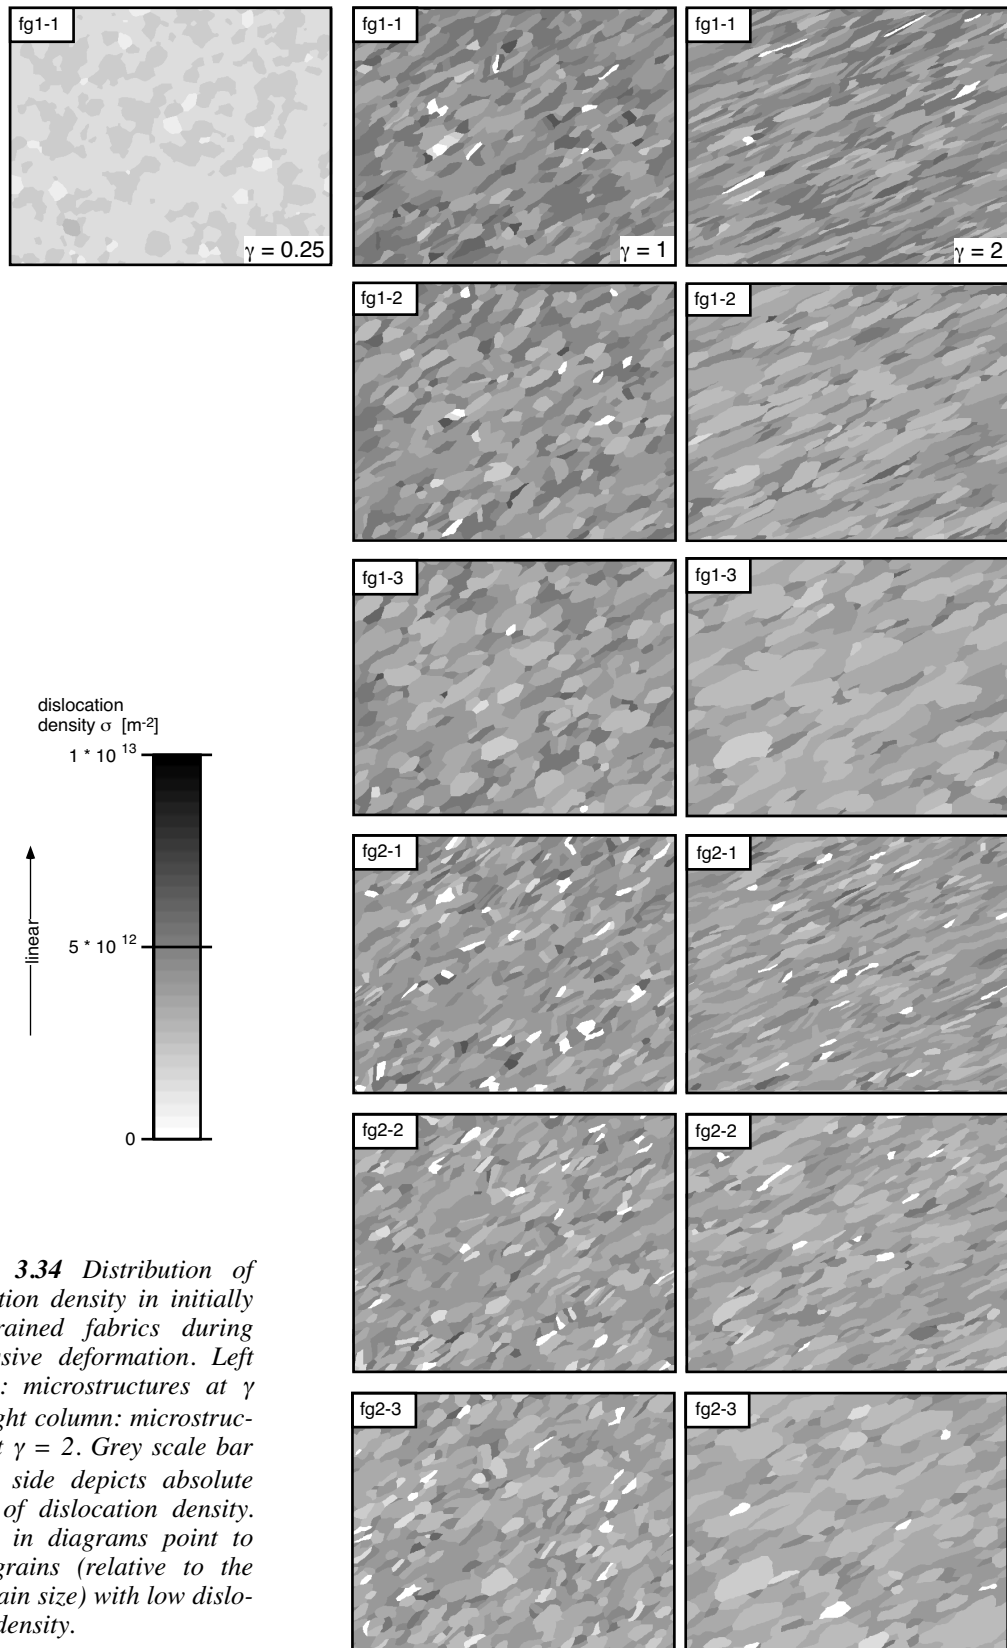 fg1-1
γ = 0.25
fg1-1
γ = 1
fg1-1
γ = 2
fg1-2
fg1-2
fg1-3
fg1-3
dislocation
density σ [m-2]
1 * 10 13
5 * 10 12
0
linear
fg2-1
fg2-1
fg2-2
fg2-2
fg2-3
fg2-3
3.34 Distribution of
tion density in initially
rained fabrics during
sive deformation. Left
: microstructures at γ
ght column: microstruc-
t γ = 2. Grey scale bar
side depicts absolute
of dislocation density.
in diagrams point to
grains (relative to the
ain size) with low dislo-
density.